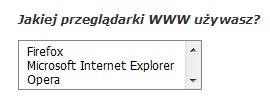 Jakiej przeglądarki WWW używasz?
Firefox
Microsoft Internet Explorer
Opera